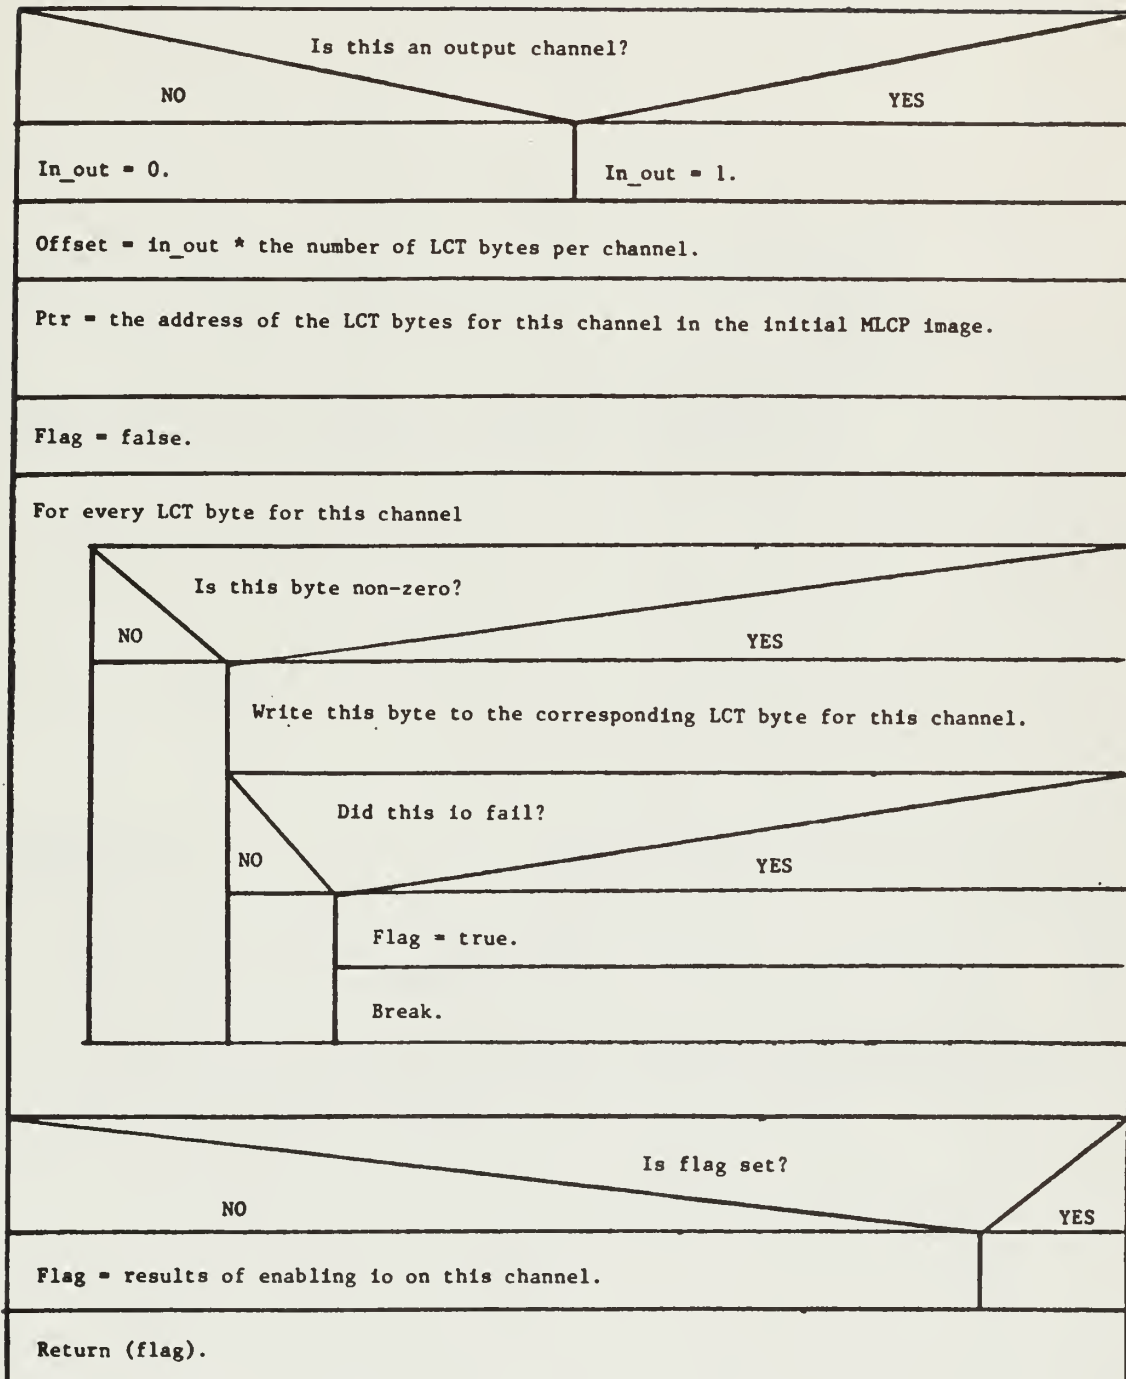 Is this an output channel?
NO
YES
In_out = 0.
In_out = 1.
Offset = in_out * the number of LCT bytes per channel.
Ptr = the address of the LCT bytes for this channel in the initial MLCP image.
Flag = false.
For every LCT byte for this channel
Is this byte non-zero?
NO
YES
Write this byte to the corresponding LCT byte for this channel.
Did this io fail?
NO
YES
Flag = true.
Break.
Is flag set?
NO
YES
Flag = results of enabling io on this channel.
Return (flag).